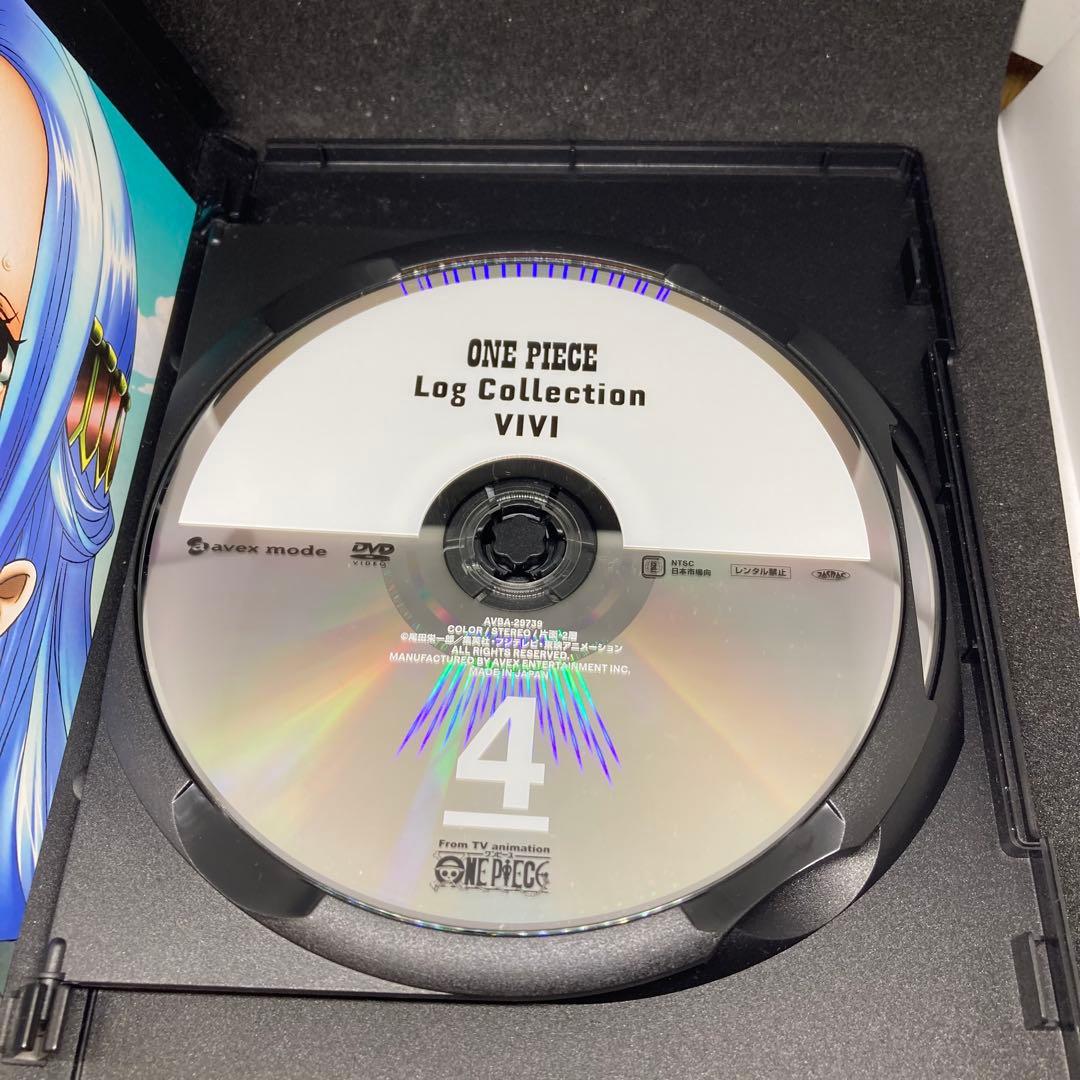 ONE PIECE
Log Collection
VIVI
avex mode
DVD
VIDEO
2
NTSC
日本市場向
レンタル禁止
JASRAC
AVBA-29739
COLOR / STEREO / 片面・2層
©尾田栄一郎／集英社・フジテレビ・東映アニメーション
ALL RIGHTS RESERVED.
MANUFACTURED BY AVEX ENTERTAINMENT INC.
MADE IN JAPAN
4
From TV animation
ワンピース
ONE PIECE